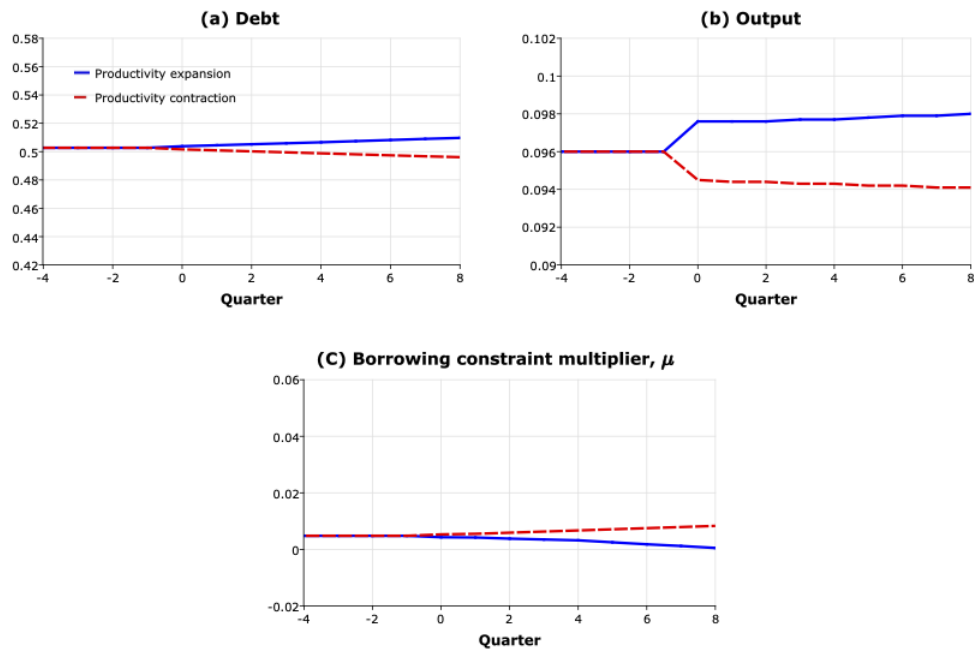 (a) Debt
0.58
0.56
0.54
0.52
0.5
0.48
0.46
0.44
0.42
Productivity expansion
Productivity contraction
-4 -2 0 2 4 6 8
Quarter
(b) Output
0.102
0.1
0.098
0.096
0.094
0.092
0.09
-4 -2 0 2 4 6 8
Quarter
(C) Borrowing constraint multiplier, μ
0.06
0.04
0.02
0
-0.02
-4 -2 0 2 4 6 8
Quarter